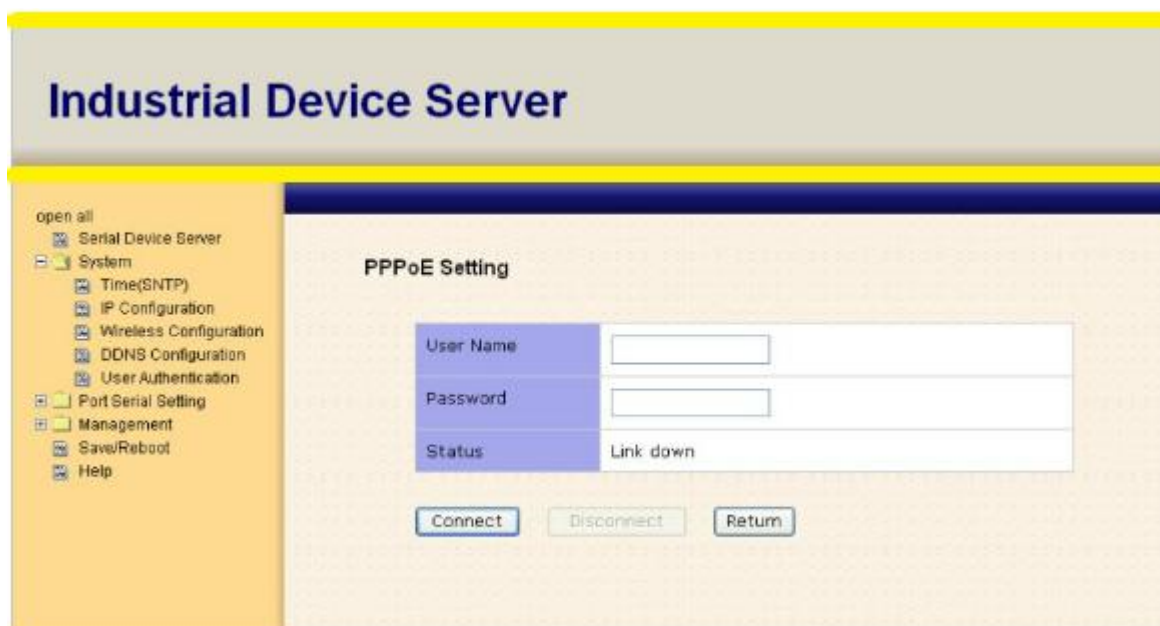 Industrial Device Server
open all
Serial Device Server
System
Time(SNTP)
IP Configuration
Wireless Configuration
DDNS Configuration
User Authentication
Port Serial Setting
Management
Save/Reboot
Help
PPPoE Setting
User Name
Password
Status Link down
Connect Disconnect Return